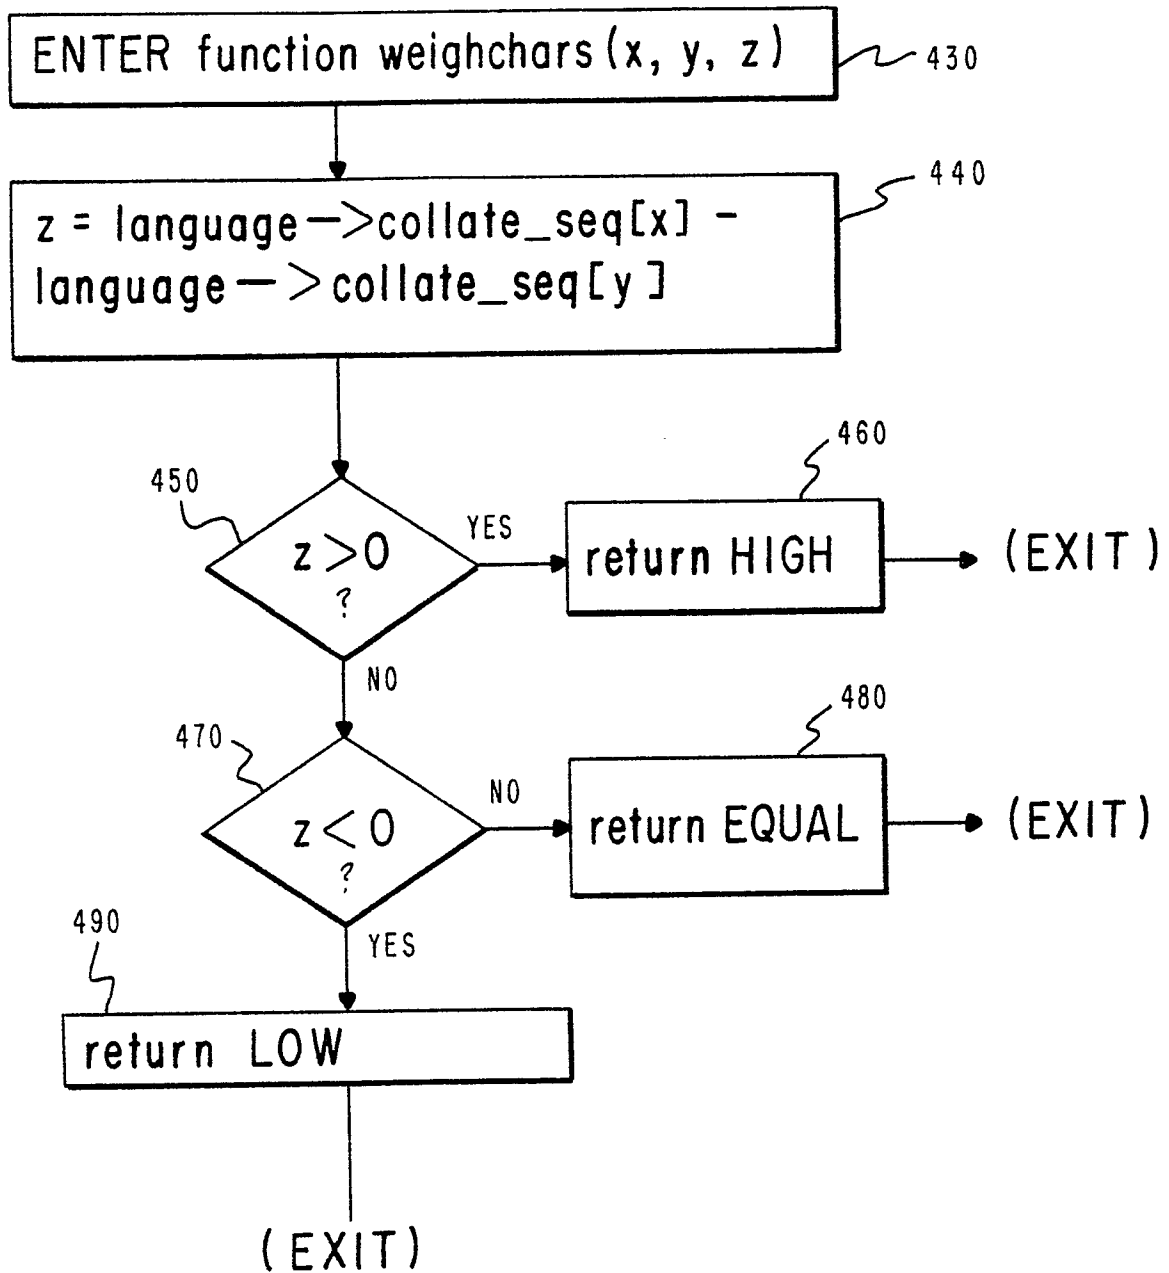 ENTER function weighchars (x, y, z)
430
440
z = language —>collate_seq[x] –
language — >collate_seq[y]
460
450
YES
z > 0
?
return HIGH
(EXIT)
NO
480
470
NO
z < 0
?
return EQUAL
(EXIT)
490
YES
return LOW
(EXIT)